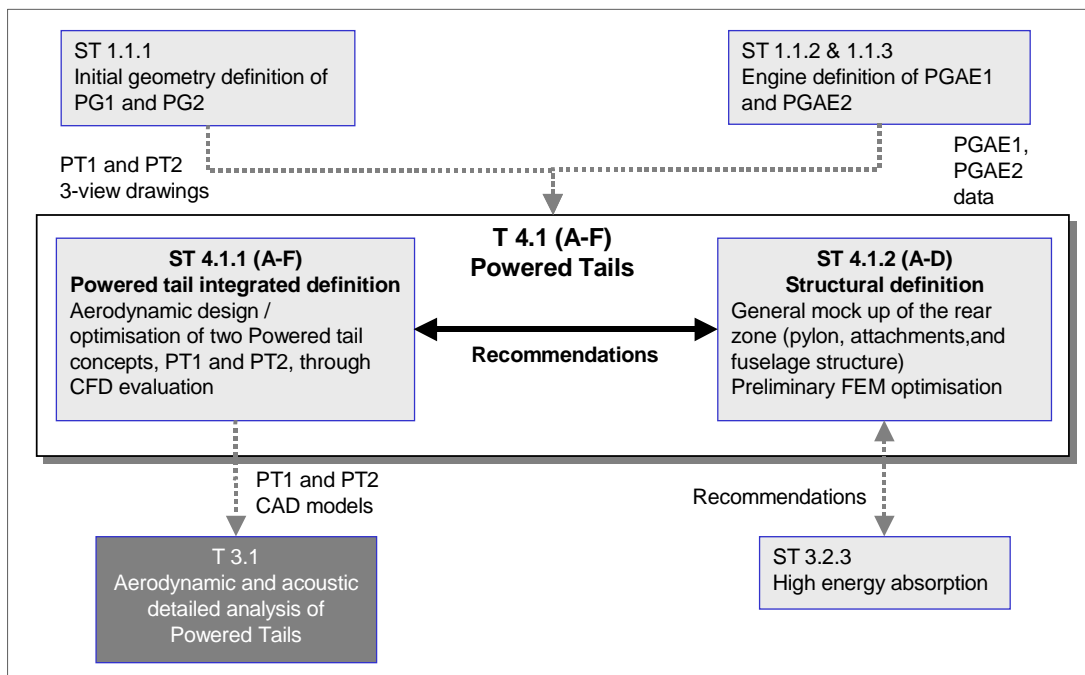 ST 1.1.1
Initial geometry definition of
PG1 and PG2
ST 1.1.2 & 1.1.3
Engine definition of PGAE1
and PGAE2
PT1 and PT2
3-view drawings
PGAE1,
PGAE2
data
T 4.1 (A-F)
Powered Tails
ST 4.1.1 (A-F)
Powered tail integrated definition
Aerodynamic design /
optimisation of two Powered tail
concepts, PT1 and PT2, through
CFD evaluation
Recommendations
ST 4.1.2 (A-D)
Structural definition
General mock up of the rear
zone (pylon, attachments,and
fuselage structure)
Preliminary FEM optimisation
PT1 and PT2
CAD models
Recommendations
T 3.1
Aerodynamic and acoustic
detailed analysis of
Powered Tails
ST 3.2.3
High energy absorption